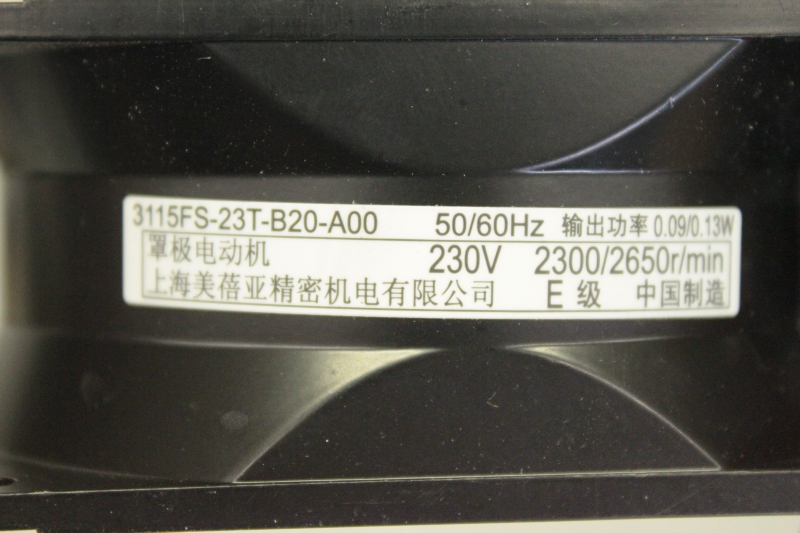 3115FS-23T-B20-A00 50/60Hz 输出功率 0.09/0.13W
罩极电动机 230V 2300/2650r/min
上海美蓓亚精密机电有限公司 E 级 中国制造